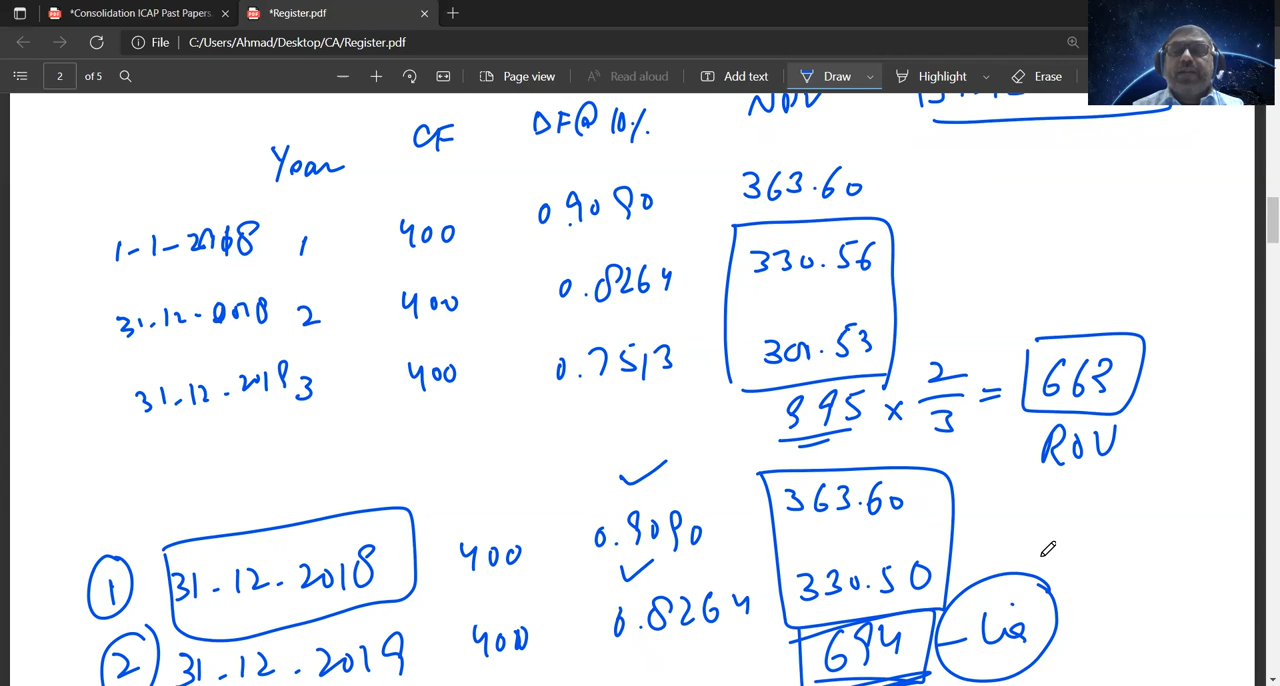 *Consolidation ICAP Past Papers. *Register.pdf
File C:/Users/Ahmad/Desktop/CA/Register.pdf
2 of 5 Page view Read aloud Add text Draw Highlight Erase
Year CF DF@ 10% NPV
1-1-2018 1 400 0.9090 363.60
31.12.2018 2 400 0.8264 330.56
31.12.2019 3 400 0.7513 300.53
995 x 2/3 = 663
ROU
1 31.12.2018 400 0.9090 363.60
2 31.12.2019 400 0.8264 330.50
694 - Lia